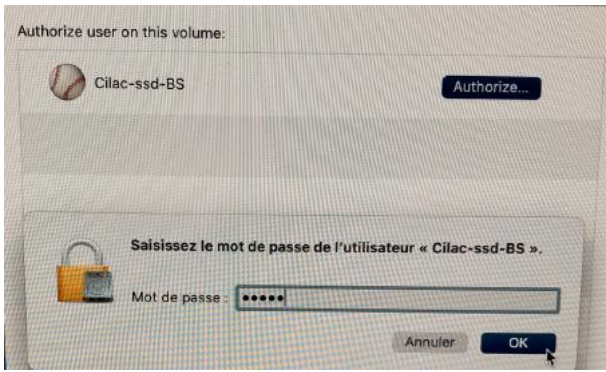 Authorize user on this volume:
Cilac-ssd-BS
Authorize...
Saisissez le mot de passe de l'utilisateur « Cilac-ssd-BS ».
Mot de passe : •••••
Annuler
OK